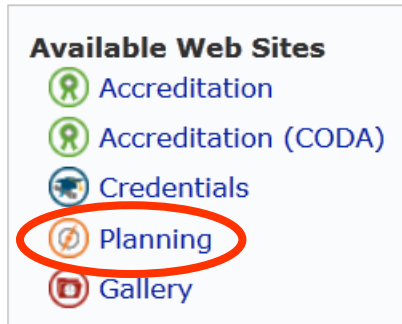 Available Web Sites
Accreditation
Accreditation (CODA)
Credentials
Planning
Gallery